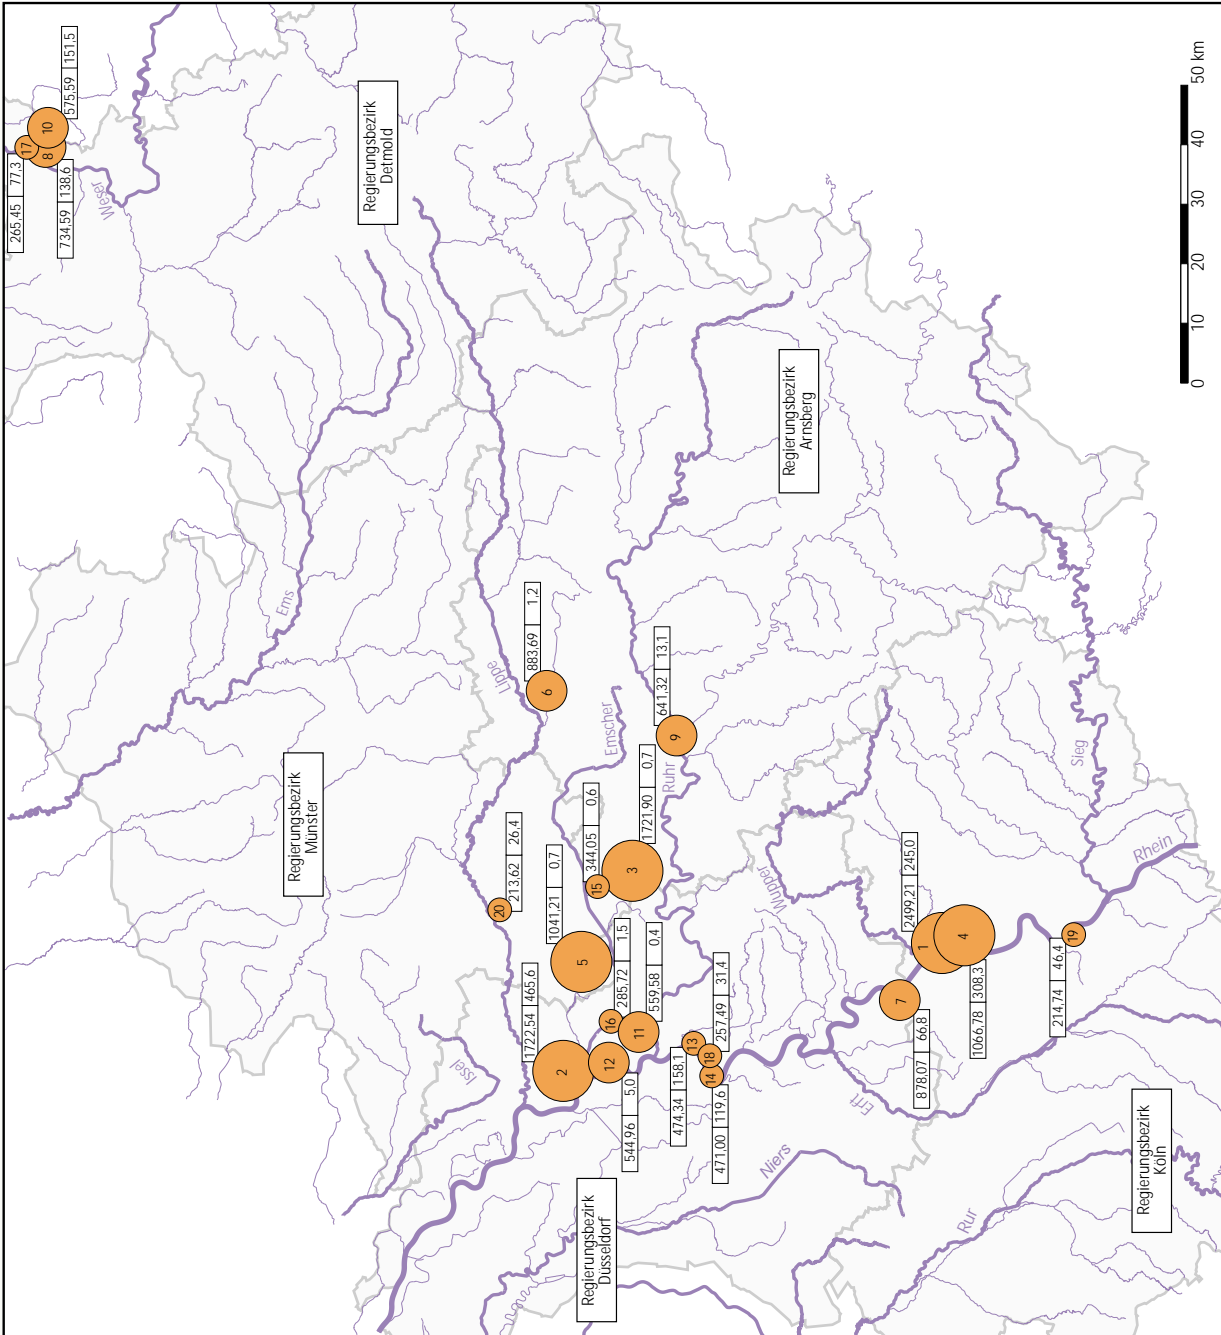 265,45 77,3
17
8
10
575,59 151,5
734,59 138,6
Weser
Regierungsbezirk
Detmold
50 km
40
30
20
10
0
Regierungsbezirk
Arnsberg
Ems
Lippe
883,69 1,2
6
Emscher
641,32 13,1
9
Ruhr
Regierungsbezirk
Münster
213,62 26,4
20
1041,21 0,7
5
344,05 0,6
15
1721,90 0,7
3
1722,54 465,6
2
285,72 1,5
16
559,58 0,4
11
12
544,96 5,0
Issel
474,34 158,1
13
257,49 31,4
18
14
471,00 119,6
Wupper
2499,21 245,0
1
4
1066,78 308,3
7
878,07 66,8
Sieg
Rhein
19
214,74 46,4
Erft
Niers
Rur
Regierungsbezirk
Düsseldorf
Regierungsbezirk
Köln